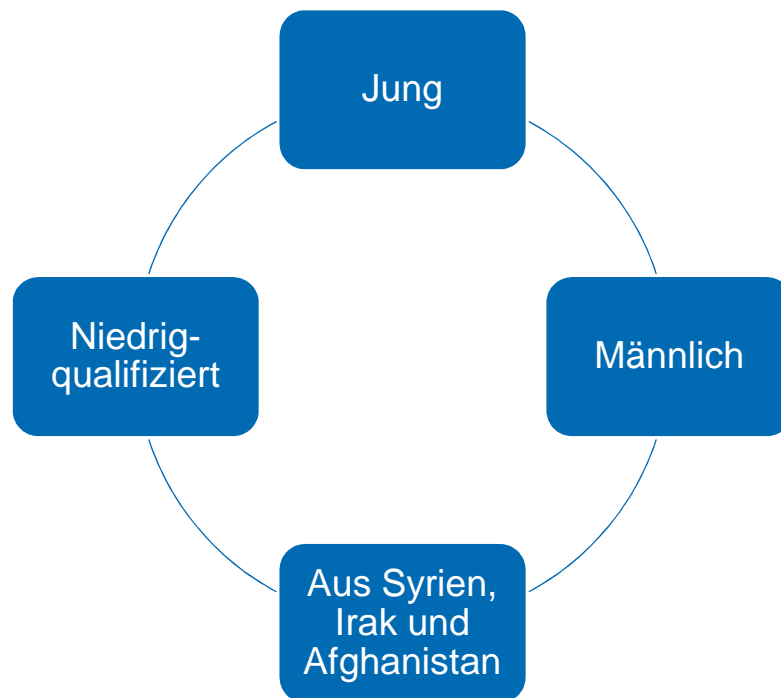 Jung
Männlich
Niedrig-
qualifiziert
Aus Syrien,
Irak und
Afghanistan